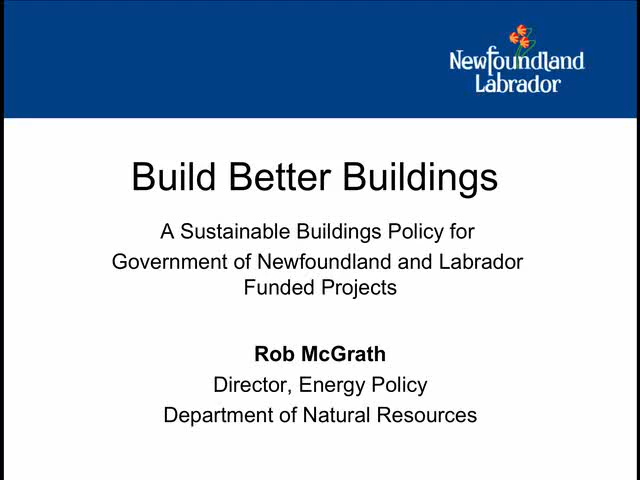 Newfoundland
Labrador
Build Better Buildings
A Sustainable Buildings Policy for
Government of Newfoundland and Labrador
Funded Projects
Rob McGrath
Director, Energy Policy
Department of Natural Resources